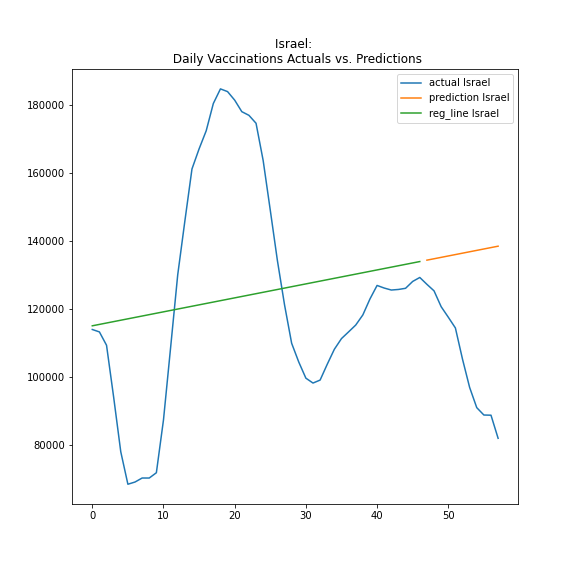 Israel:
Daily Vaccinations Actuals vs. Predictions
actual Israel
prediction Israel
reg_line Israel
180000
160000
140000
120000
100000
80000
0 10 20 30 40 50